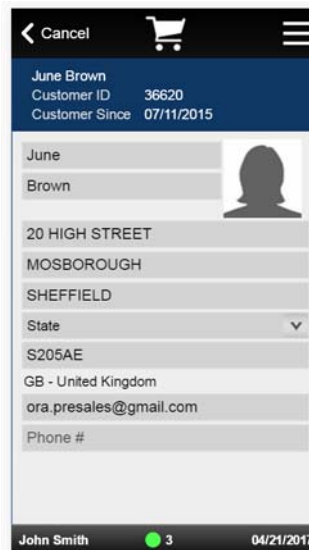 Cancel
June Brown
Customer ID 36620
Customer Since 07/11/2015
June
Brown
20 HIGH STREET
MOSBOROUGH
SHEFFIELD
State
S205AE
GB - United Kingdom
ora.presales@gmail.com
Phone #
John Smith 3 04/21/2017